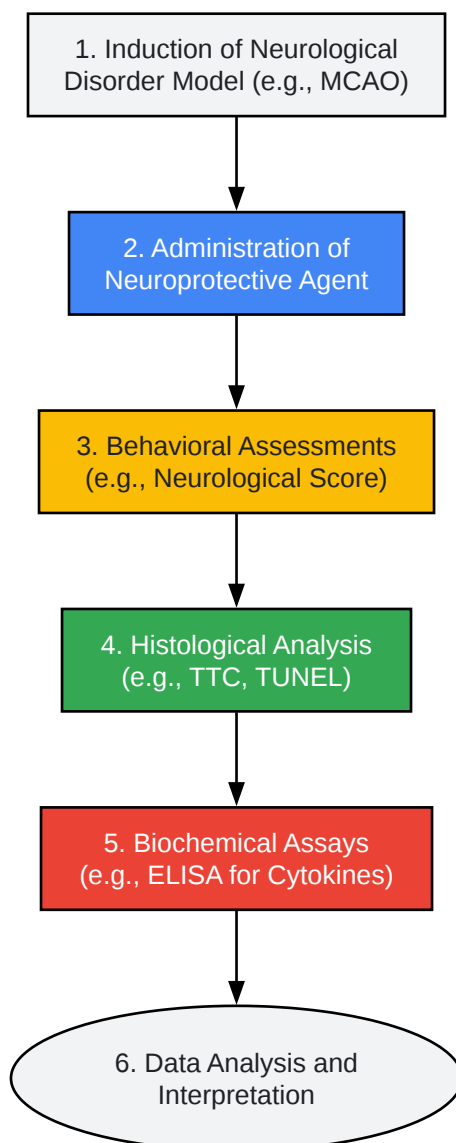 1. Induction of Neurological
Disorder Model (e.g., MCAO)
2. Administration of
Neuroprotective Agent
3. Behavioral Assessments
(e.g., Neurological Score)
4. Histological Analysis
(e.g., TTC, TUNEL)
5. Biochemical Assays
(e.g., ELISA for Cytokines)
6. Data Analysis and
Interpretation